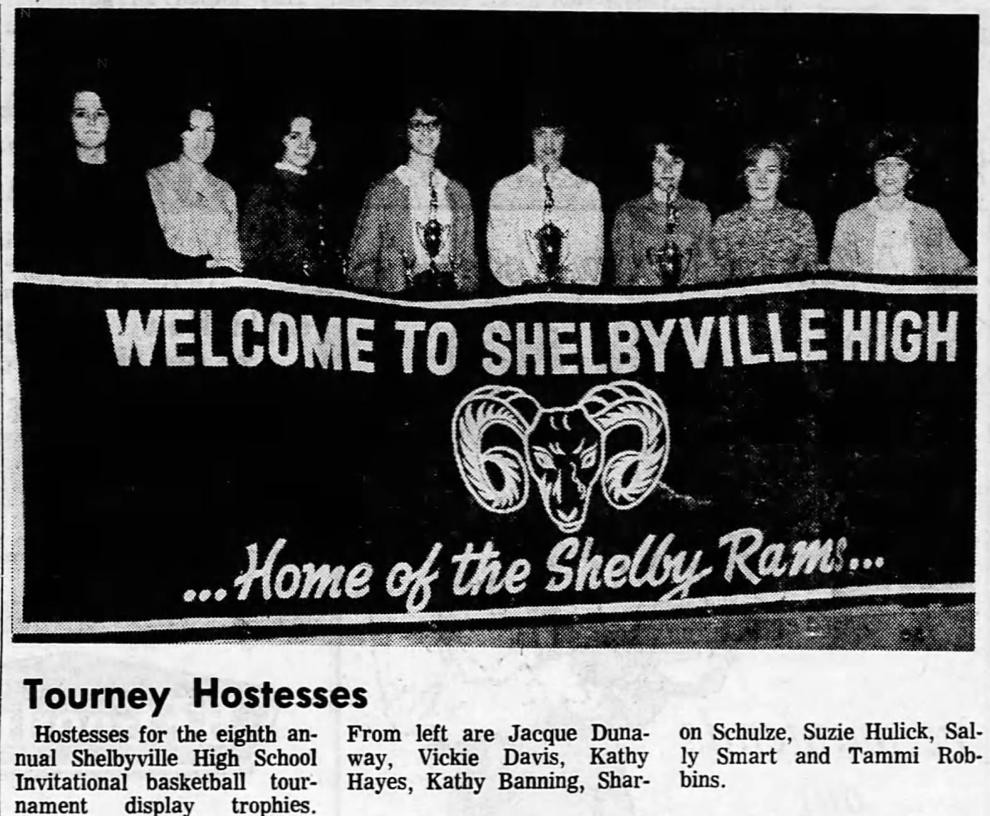 WELCOME TO SHELBYVILLE HIGH
...Home of the Shelby Rams...
Tourney Hostesses
Hostesses for the eighth an-
nual Shelbyville High School
Invitational basketball tour-
nament display trophies.
From left are Jacque Duna-
way, Vickie Davis, Kathy
Hayes, Kathy Banning, Shar-
on Schulze, Suzie Hulick, Sal-
ly Smart and Tammi Rob-
bins.